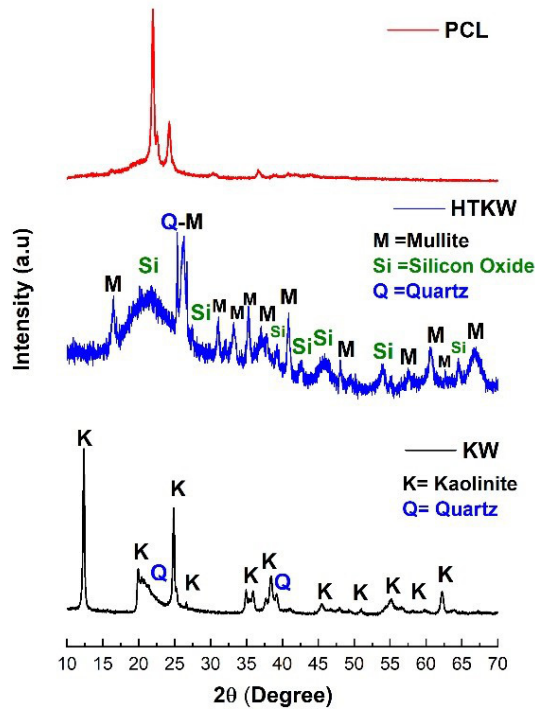 PCL
HTKW
M =Mullite
Si =Silicon Oxide
Q =Quartz
Q-M
Si
M
Si
M
M
M
M
Si
M
Si
Si
M
Si
M
M
M
Si
M
KW
K= Kaolinite
Q= Quartz
K
K
Q
K
K
K
K
Q
K
K
K
K
K
Intensity (a.u)
10 15 20 25 30 35 40 45 50 55 60 65 70
2θ (Degree)